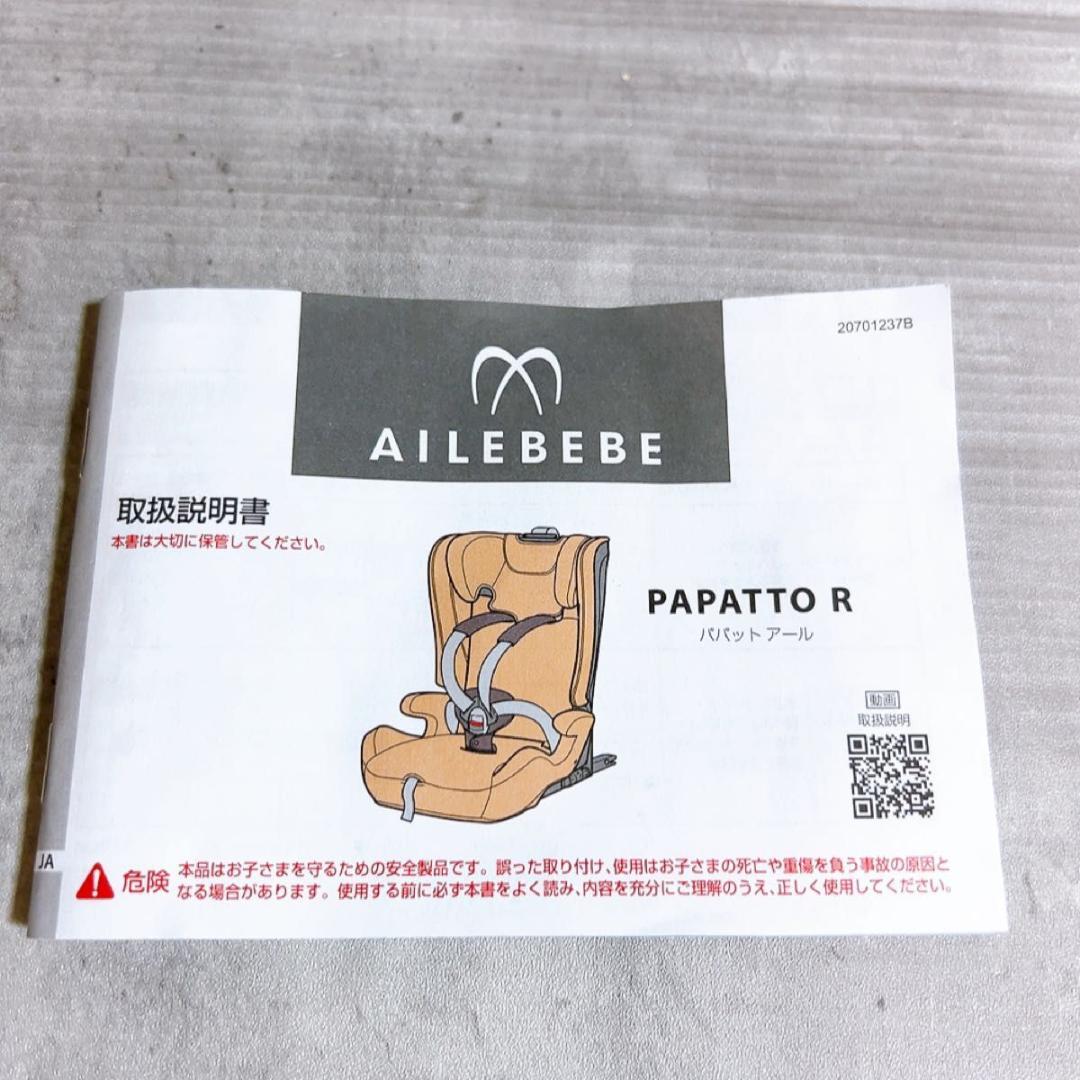 20701237B
AILEBEBE
取扱説明書
本書は大切に保管してください。
PAPATTO R
パパット アール
動画
取扱説明
JA
危険
本品はお子さまを守るための安全製品です。誤った取り付け、使用はお子さまの死亡や重傷を負う事故の原因と
なる場合があります。使用する前に必ず本書をよく読み、内容を充分にご理解のうえ、正しく使用してください。